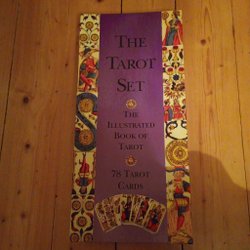 THE
TAROT
SET
THE
ILLUSTRATED
BOOK OF
TAROT
78 TAROT
CARDS